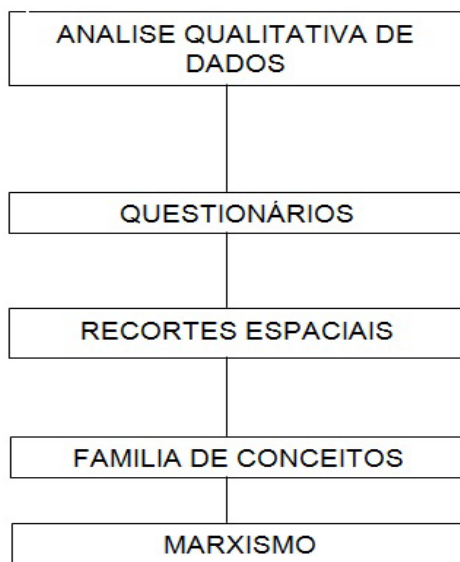 ANALISE QUALITATIVA DE
DADOS
QUESTIONÁRIOS
RECORTES ESPACIAIS
FAMILIA DE CONCEITOS
MARXISMO